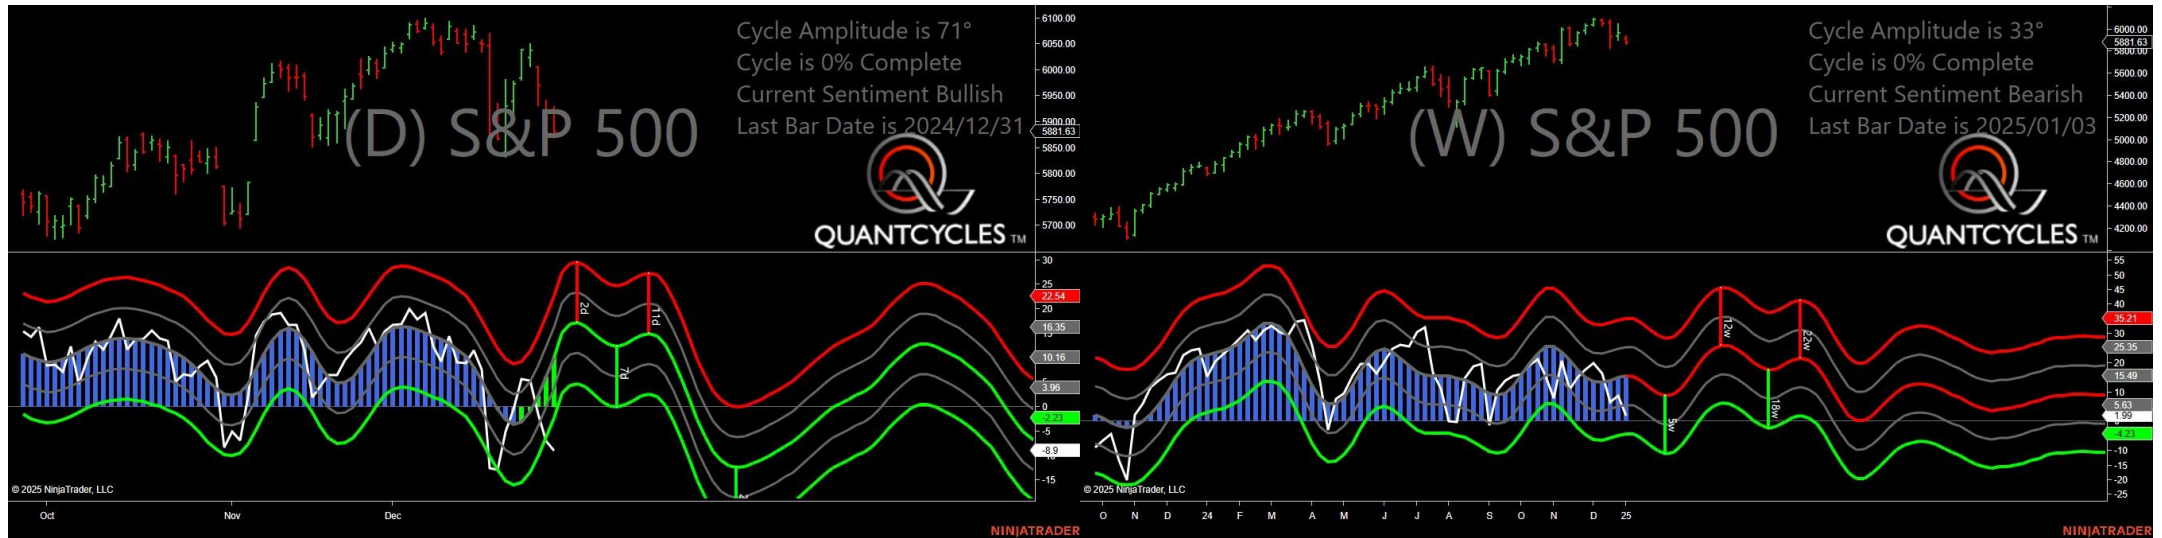 Cycle Amplitude is 71°
Cycle is 0% Complete
Current Sentiment Bullish
Last Bar Date is 2024/12/31
(D) S&P 500
QUANTCYCLES TM
6100.00
6050.00
6000.00
5950.00
5900.00
5881.63
5850.00
5800.00
5750.00
5700.00
30
25
22.54
20
16.35
15
10.16
5
3.96
0
-2.23
-5
-8.9
-10
-15
2d
7d
11d
© 2025 NinjaTrader, LLC
Oct Nov Dec
NINJATRADER
Cycle Amplitude is 33°
Cycle is 0% Complete
Current Sentiment Bearish
Last Bar Date is 2025/01/03
(W) S&P 500
QUANTCYCLES TM
6000.00
5881.63
5800.00
5600.00
5400.00
5200.00
5000.00
4800.00
4600.00
4400.00
4200.00
55
50
45
40
35.21
30
25.35
20
15.49
10
5.63
1.99
-4.23
-10
-15
-20
-25
5w
12w
18w
22w
© 2025 NinjaTrader, LLC
O N D 24 F M A M J J A S O N D 25
NINJATRADER